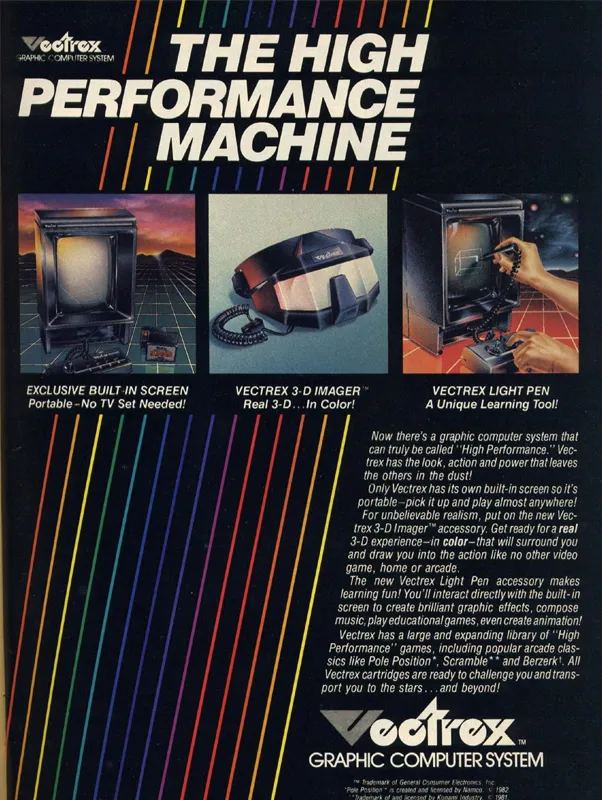 Vectrex
GRAPHIC COMPUTER SYSTEM
THE HIGH
PERFORMANCE
MACHINE
Vectrex
EXCLUSIVE BUILT-IN SCREEN
Portable–No TV Set Needed!
VECTREX 3-D IMAGER™
Real 3-D...In Color!
VECTREX LIGHT PEN
A Unique Learning Tool!
Now there's a graphic computer system that
can truly be called "High Performance." Vec-
trex has the look, action and power that leaves
the others in the dust!
Only Vectrex has its own built-in screen so it's
portable–pick it up and play almost anywhere!
For unbelievable realism, put on the new Vec-
trex 3-D Imager™ accessory. Get ready for a real
3-D experience–in color–that will surround you
and draw you into the action like no other video
game, home or arcade.
The new Vectrex Light Pen accessory makes
learning fun! You'll interact directly with the built-in
screen to create brilliant graphic effects, compose
music, play educational games, even create animation!
Vectrex has a large and expanding library of "High
Performance" games, including popular arcade clas-
sics like Pole Position*, Scramble** and Berzerk†. All
Vectrex cartridges are ready to challenge you and trans-
port you to the stars...and beyond!
Vectrex™
GRAPHIC COMPUTER SYSTEM
™ Trademark of General Consumer Electronics, Inc.
*Pole Position * is created and licensed by Namco. © 1982
**Trademark of and licensed by Konami Industry © 1981